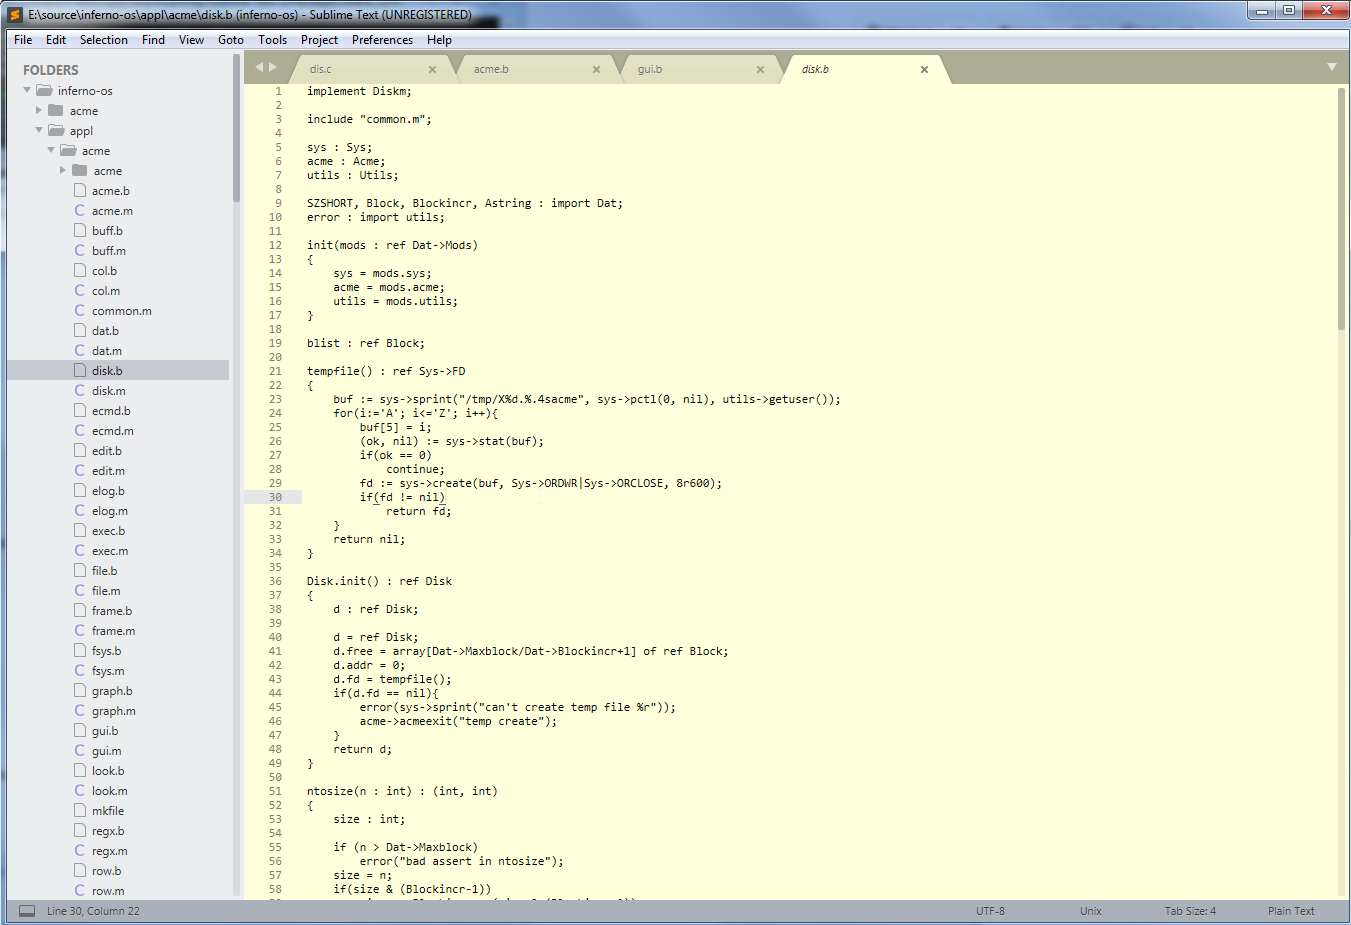 E:\source\inferno-os\appl\acme\disk.b (inferno-os) - Sublime Text (UNREGISTERED)
File Edit Selection Find View Goto Tools Project Preferences Help
FOLDERS
inferno-os
acme
appl
acme
acme
acme.b
acme.m
buff.b
buff.m
col.b
col.m
common.m
dat.b
dat.m
disk.b
disk.m
ecmd.b
ecmd.m
edit.b
edit.m
elog.b
elog.m
exec.b
exec.m
file.b
file.m
frame.b
frame.m
fsys.b
fsys.m
graph.b
graph.m
gui.b
gui.m
look.b
look.m
mkfile
regx.b
regx.m
row.b
row.m
dis.c acme.b gui.b disk.b
1 implement Diskm;
2
3 include "common.m";
4
5 sys : Sys;
6 acme : Acme;
7 utils : Utils;
8
9 SZSHORT, Block, Blockincr, Astring : import Dat;
10 error : import utils;
11
12 init(mods : ref Dat->Mods)
13 {
14     sys = mods.sys;
15     acme = mods.acme;
16     utils = mods.utils;
17 }
18
19 blist : ref Block;
20
21 tempfile() : ref Sys->FD
22 {
23     buf := sys->sprint("/tmp/X%d.%.4sacme", sys->pctl(0, nil), utils->getuser());
24     for(i:='A'; i<='Z'; i++){
25         buf[5] = i;
26         (ok, nil) := sys->stat(buf);
27         if(ok == 0)
28             continue;
29         fd := sys->create(buf, Sys->ORDWR|Sys->ORCLOSE, 8r600);
30         if(fd != nil)
31             return fd;
32     }
33     return nil;
34 }
35
36 Disk.init() : ref Disk
37 {
38     d : ref Disk;
39
40     d = ref Disk;
41     d.free = array[Dat->Maxblock/Dat->Blockincr+1] of ref Block;
42     d.addr = 0;
43     d.fd = tempfile();
44     if(d.fd == nil){
45         error(sys->sprint("can't create temp file %r"));
46         acme->acmeexit("temp create");
47     }
48     return d;
49 }
50
51 ntosize(n : int) : (int, int)
52 {
53     size : int;
54
55     if (n > Dat->Maxblock)
56         error("bad assert in ntosize");
57     size = n;
58     if(size & (Blockincr-1))
Line 30, Column 22 UTF-8 Unix Tab Size: 4 Plain Text